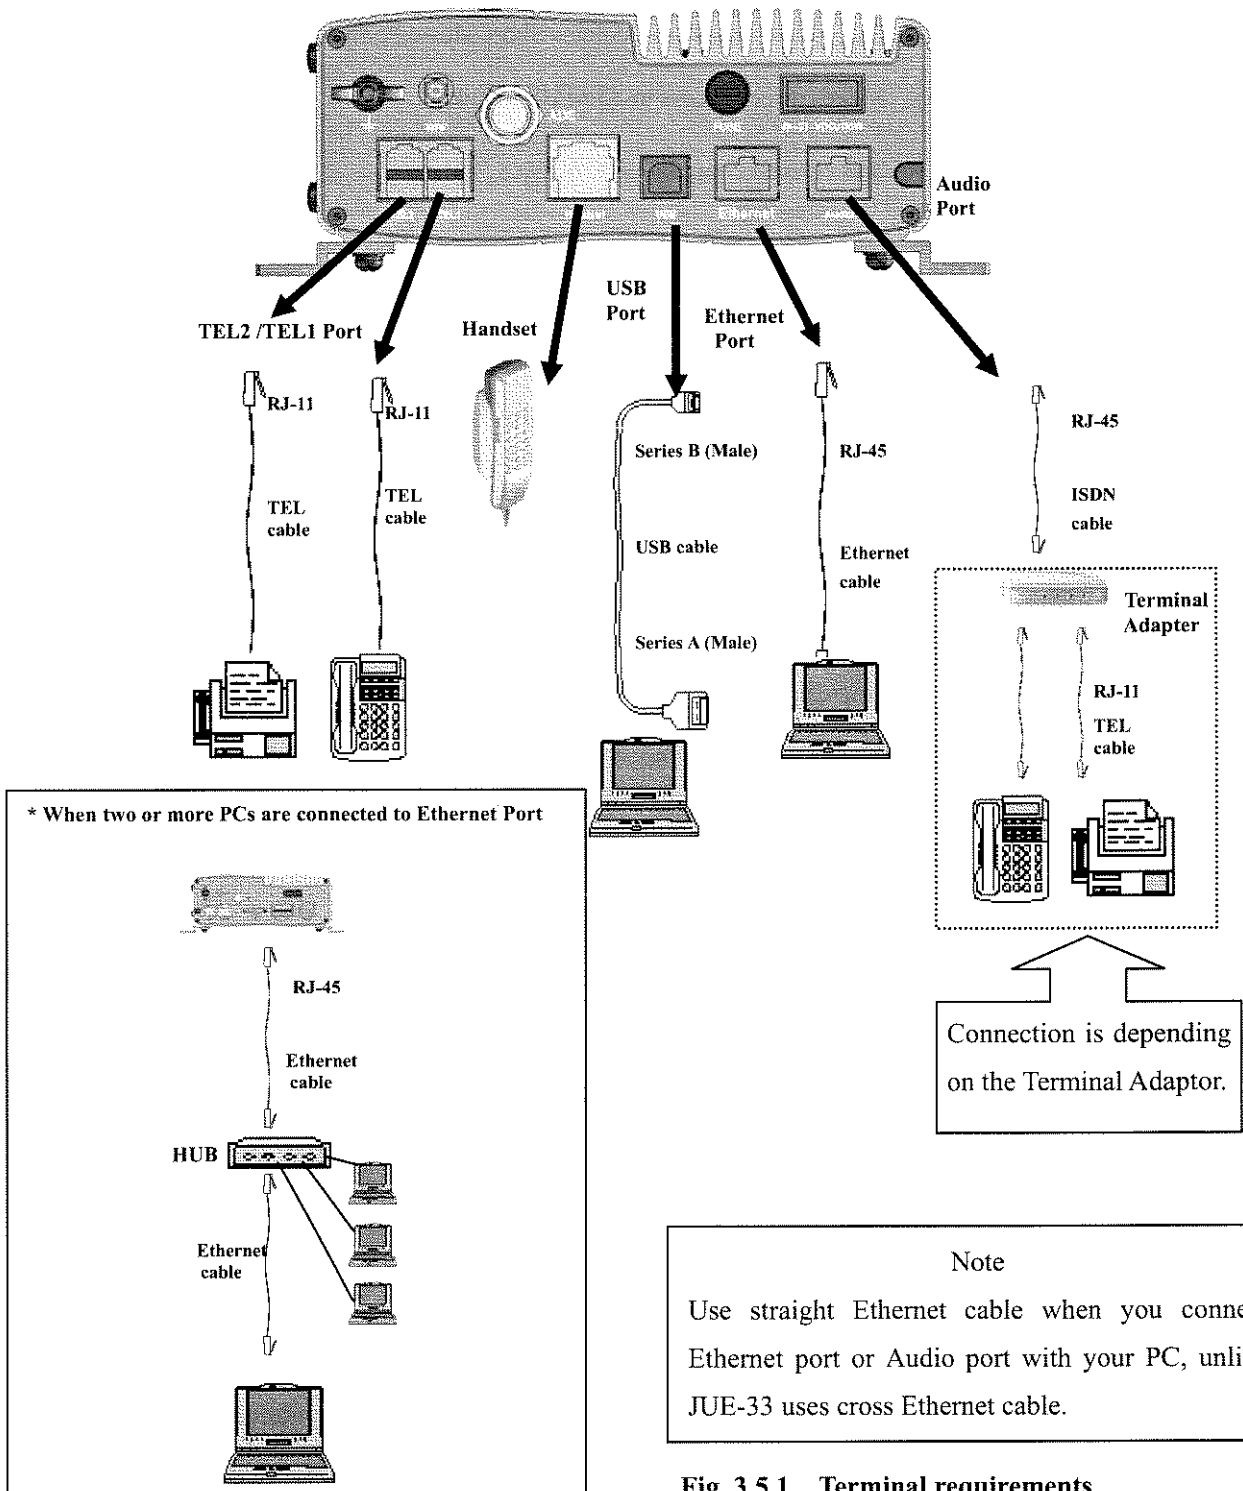 Audio
Port
USB
Port
Ethernet
Port
TEL2 /TEL1 Port
Handset
RJ-11
RJ-11
TEL
cable
TEL
cable
Series B (Male)
USB cable
Series A (Male)
RJ-45
Ethernet
cable
RJ-45
ISDN
cable
Terminal
Adapter
RJ-11
TEL
cable
Connection is depending
on the Terminal Adaptor.
* When two or more PCs are connected to Ethernet Port
RJ-45
Ethernet
cable
HUB
Ethernet
cable
Note
Use straight Ethernet cable when you conne
Ethernet port or Audio port with your PC, unli
JUE-33 uses cross Ethernet cable.
Fig. 3.5.1 Terminal requirements
Ethernet